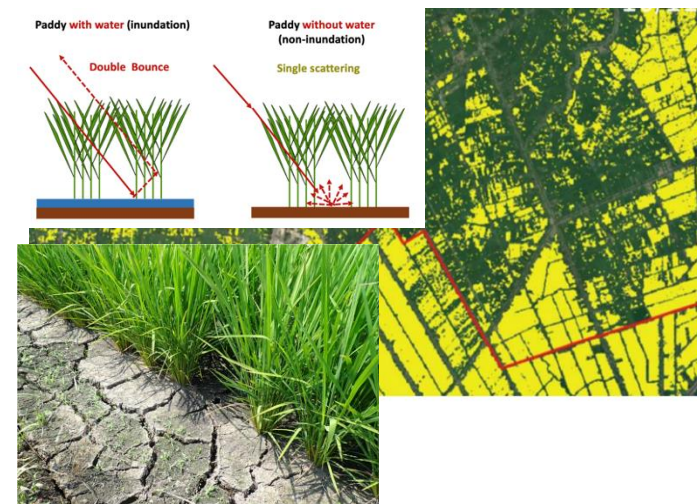 Paddy with water (inundation)
Double Bounce
Paddy without water
(non-inundation)
Single scattering